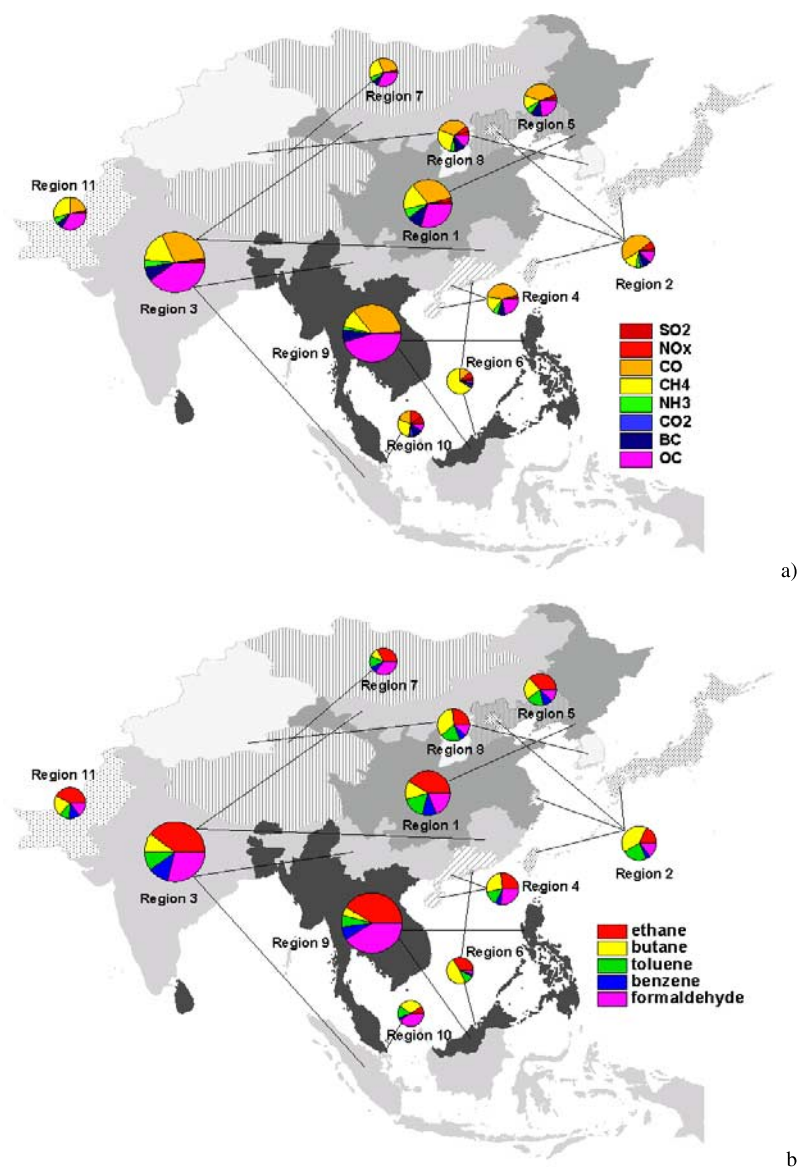 Region 7
Region 5
Region 8
Region 11
Region 1
Region 2
Region 3
Region 4
Region 9
Region 6
Region 10
SO2
NOx
CO
CH4
NH3
CO2
BC
OC
a)
Region 7
Region 5
Region 8
Region 11
Region 1
Region 2
Region 3
Region 4
Region 9
Region 6
Region 10
ethane
butane
toluene
benzene
formaldehyde
b